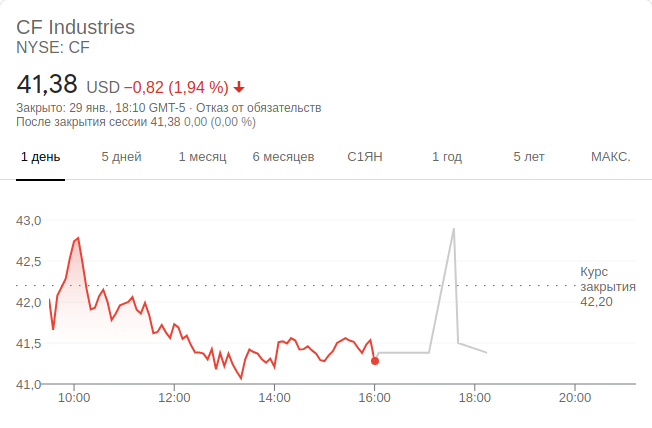 CF Industries
NYSE: CF
41,38 USD −0,82 (1,94 %)
Закрыто: 29 янв., 18:10 GMT-5 · Отказ от обязательств
После закрытия сессии 41,38 0,00 (0,00 %)
1 день 5 дней 1 месяц 6 месяцев С1ЯН 1 год 5 лет МАКС.
43,0
42,5
42,0
41,5
41,0
Курс
закрытия
42,20
10:00 12:00 14:00 16:00 18:00 20:00